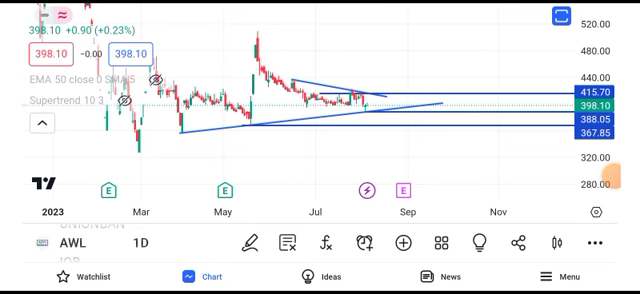 398.10 +0.90 (+0.23%)
398.10 −0.00 398.10
EMA 50 close 0 SMA 5
Supertrend 10 3
520.00
480.00
440.00
415.70
398.10
388.05
367.85
320.00
280.00
E E E
2023 Mar May Jul Sep Nov
UNIONBAN
AWL 1D
Watchlist Chart Ideas News Menu